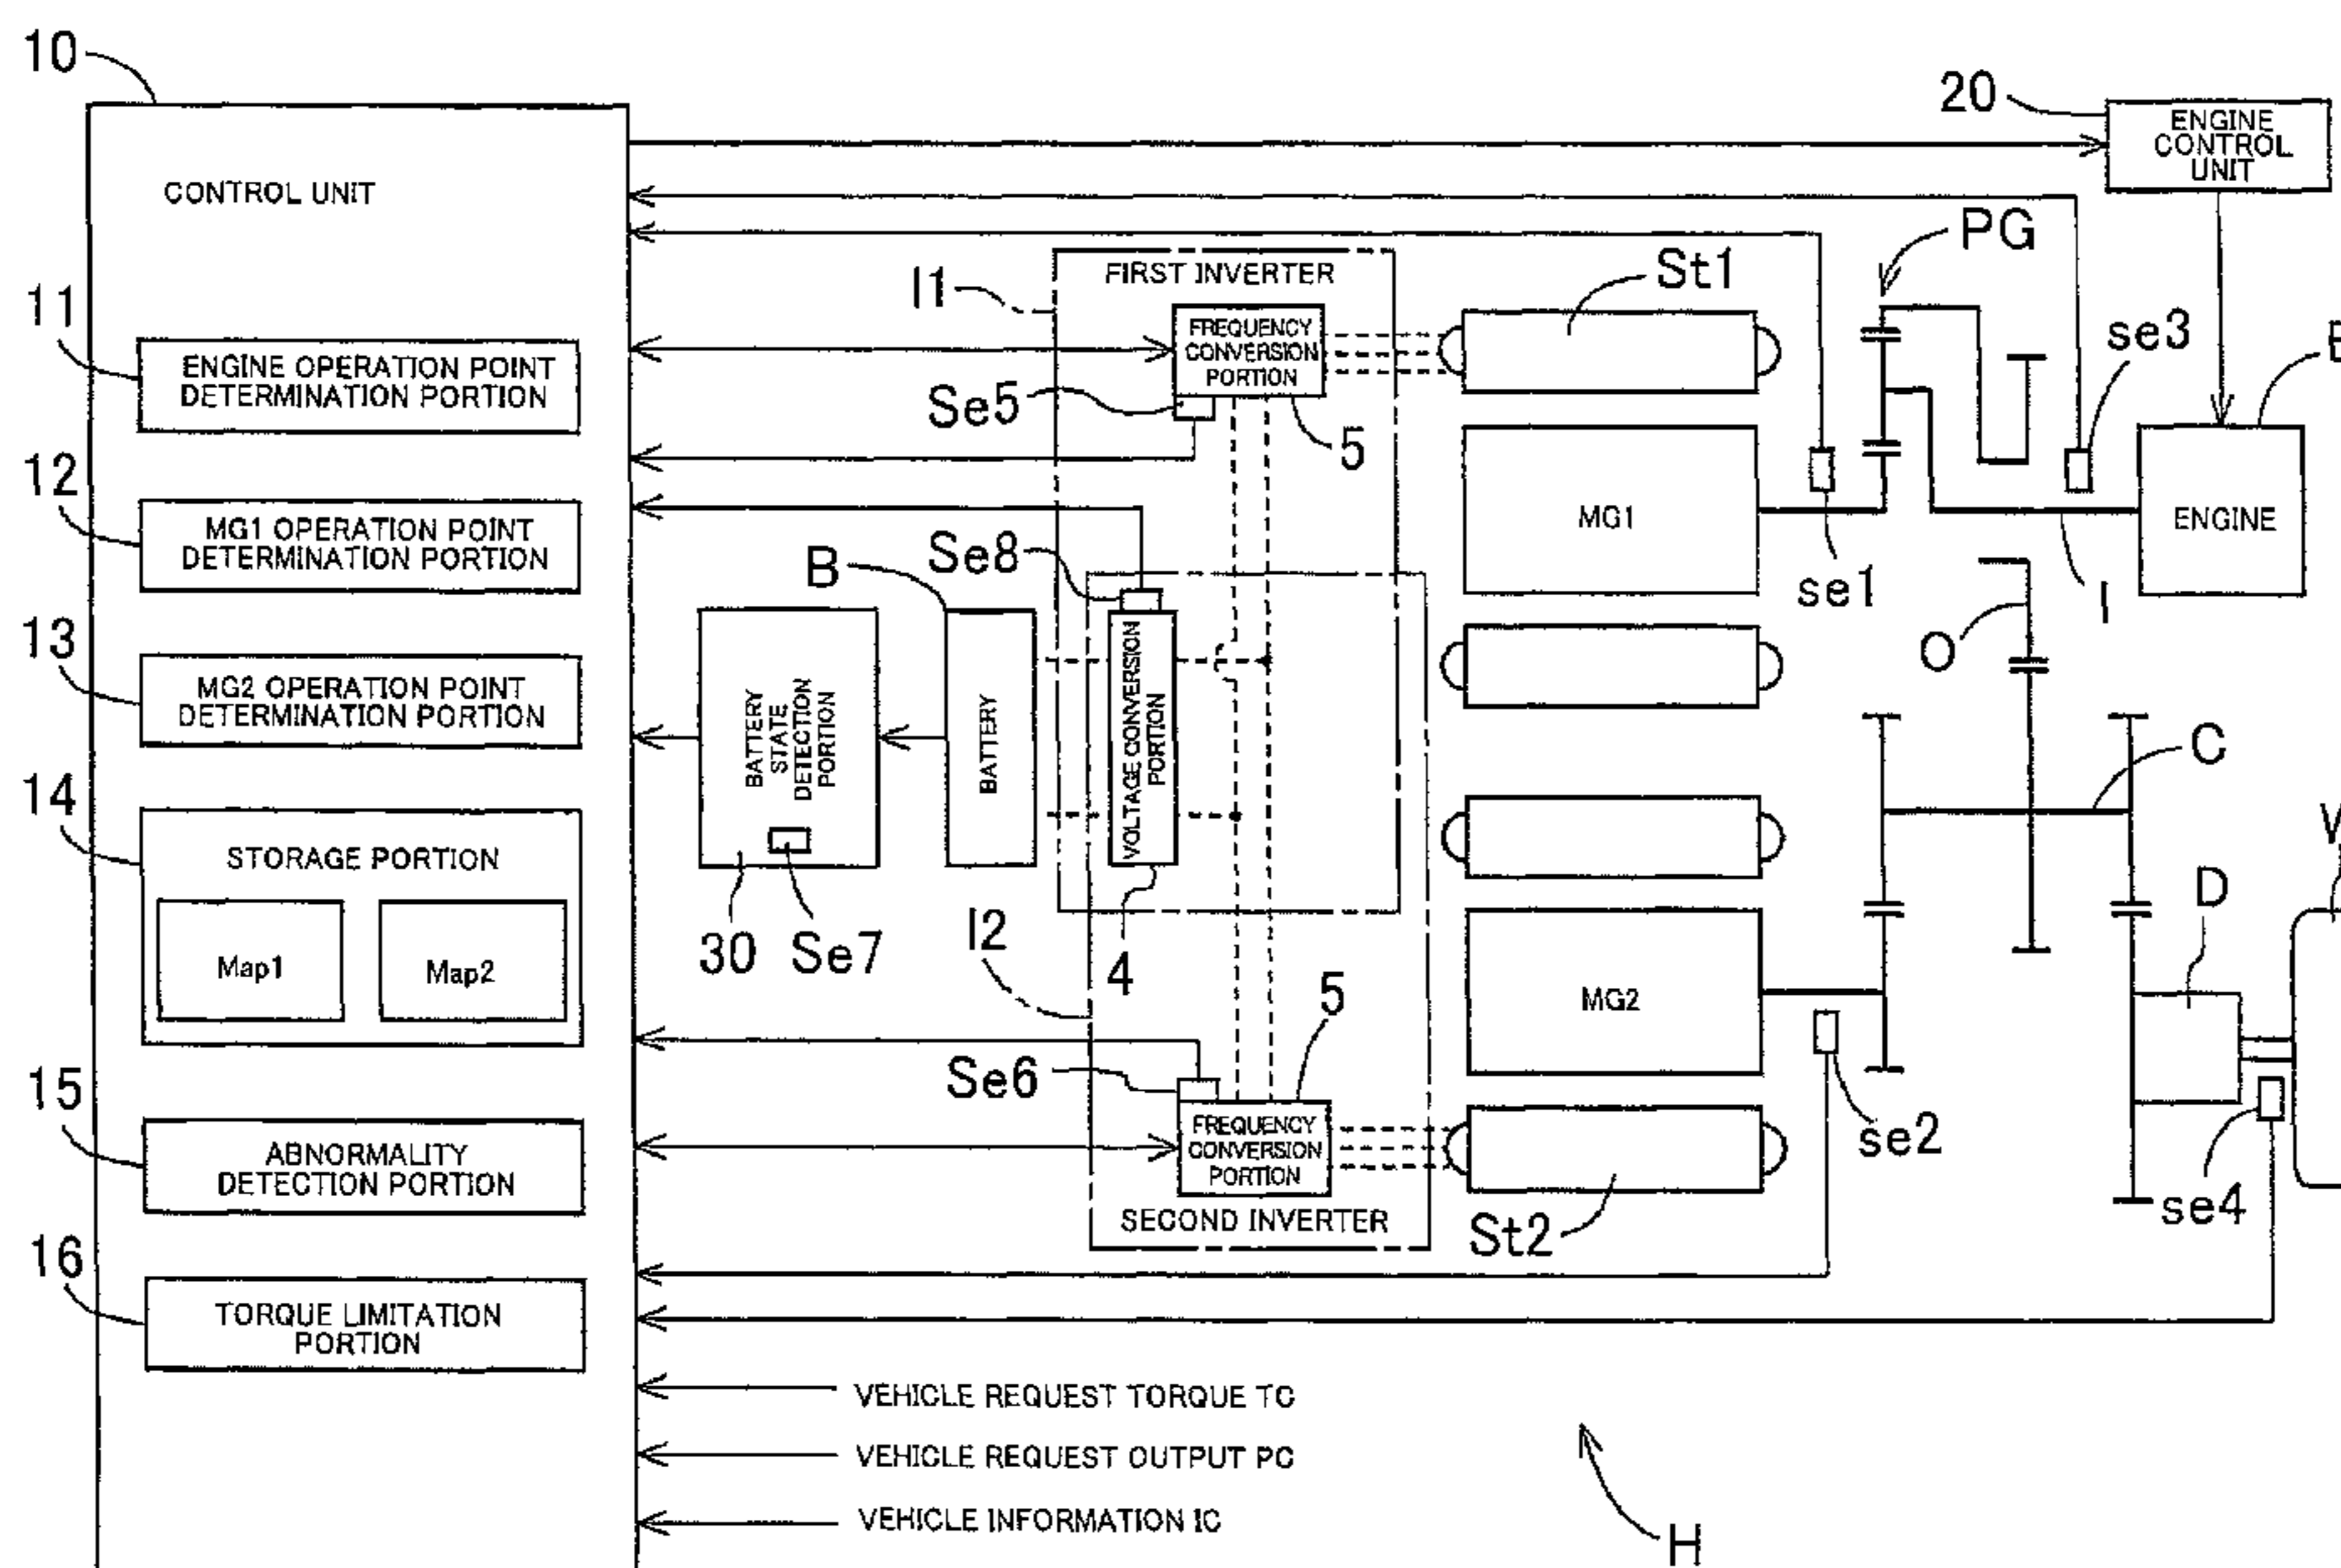 10
20
ENGINE
CONTROL
UNIT
CONTROL UNIT
PG
I1
FIRST INVERTER
St1
11
FREQUENCY
CONVERSION
PORTION
se3
E
ENGINE OPERATION POINT
DETERMINATION PORTION
Se5
5
12
MG1 OPERATION POINT
DETERMINATION PORTION
MG1
ENGINE
B
Se8
se1
I
13
O
MG2 OPERATION POINT
DETERMINATION PORTION
BATTERY
STATE
DETECTION
PORTION
BATTERY
VOLTAGE CONVERSION
PORTION
C
14
STORAGE PORTION
V
D
Map1
Map2
30
Se7
I2
4
5
MG2
15
Se6
ABNORMALITY
DETECTION PORTION
FREQUENCY
CONVERSION
PORTION
se2
se4
SECOND INVERTER
St2
16
TORQUE LIMITATION
PORTION
VEHICLE REQUEST TORQUE TC
VEHICLE REQUEST OUTPUT PC
VEHICLE INFORMATION IC
H